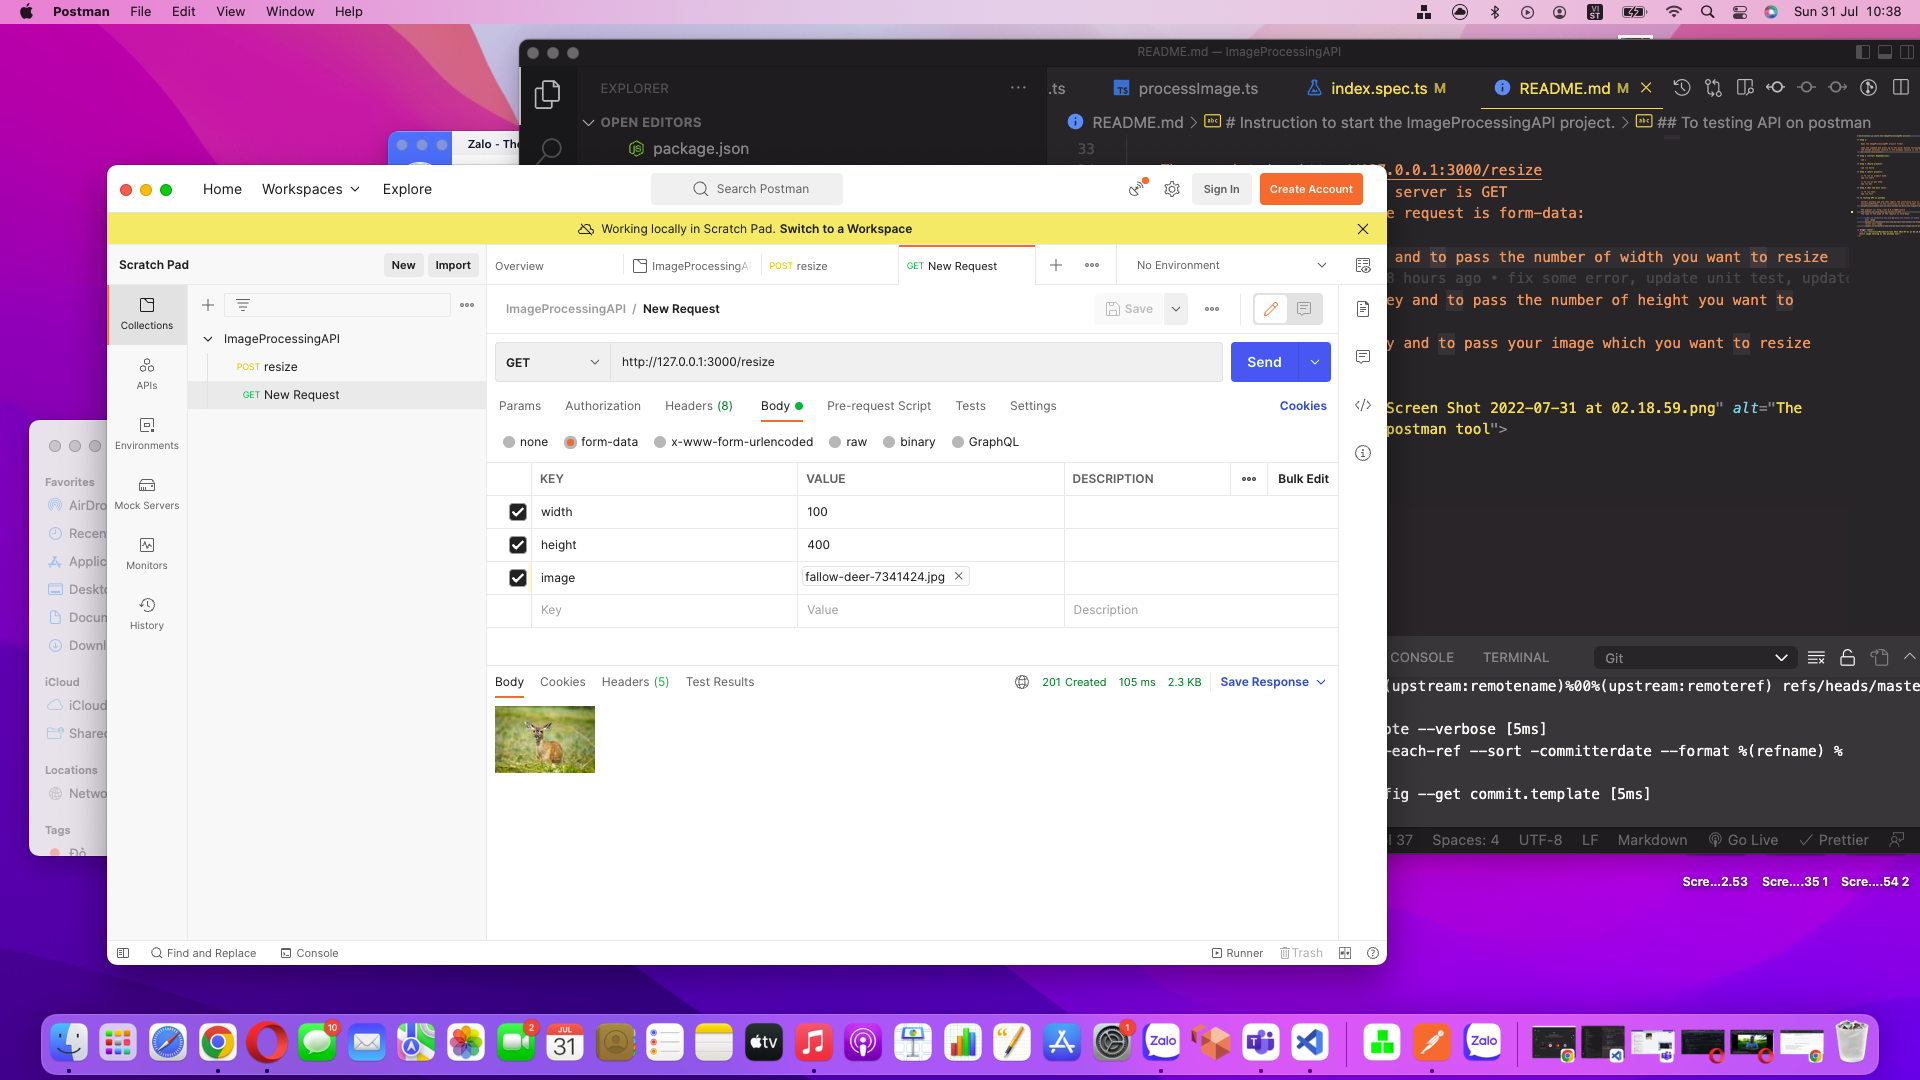 Postman File Edit View Window Help
Sun 31 Jul 10:38
README.md — ImageProcessingAPI
EXPLORER
.ts processImage.ts index.spec.ts M README.md M
OPEN EDITORS
package.json
README.md > # Instruction to start the ImageProcessingAPI project. > ## To testing API on postman
33
.0.0.1:3000/resize
server is GET
e request is form-data:
and to pass the number of width you want to resize
8 hours ago • fix some error, update unit test, update
ey and to pass the number of height you want to
y and to pass your image which you want to resize
Screen Shot 2022-07-31 at 02.18.59.png" alt="The
postman tool">
CONSOLE TERMINAL Git
(upstream:remotename)%00%(upstream:remoteref) refs/heads/maste
ote --verbose [5ms]
-each-ref --sort -committerdate --format %(refname) %
fig --get commit.template [5ms]
l 37 Spaces: 4 UTF-8 LF Markdown Go Live Prettier
Scre...2.53 Scre....35 1 Scre....54 2
Zalo - Th
Favorites
AirDro
Recen
Applic
Deskto
Docum
Downl
iCloud
iCloud
Shared
Locations
Netwo
Tags
Đỏ
Home Workspaces Explore
Search Postman
Sign In Create Account
Working locally in Scratch Pad. Switch to a Workspace
Scratch Pad New Import
Overview ImageProcessingA POST resize GET New Request
No Environment
Collections
APIs
Environments
Mock Servers
Monitors
History
ImageProcessingAPI
POST resize
GET New Request
ImageProcessingAPI / New Request
Save
GET http://127.0.0.1:3000/resize Send
Params Authorization Headers (8) Body Pre-request Script Tests Settings Cookies
none form-data x-www-form-urlencoded raw binary GraphQL
KEY VALUE DESCRIPTION Bulk Edit
width 100
height 400
image fallow-deer-7341424.jpg
Key Value Description
Body Cookies Headers (5) Test Results
201 Created 105 ms 2.3 KB Save Response
Find and Replace Console
Runner Trash
10
2
JUL
31
tv
1
Zalo
Zalo